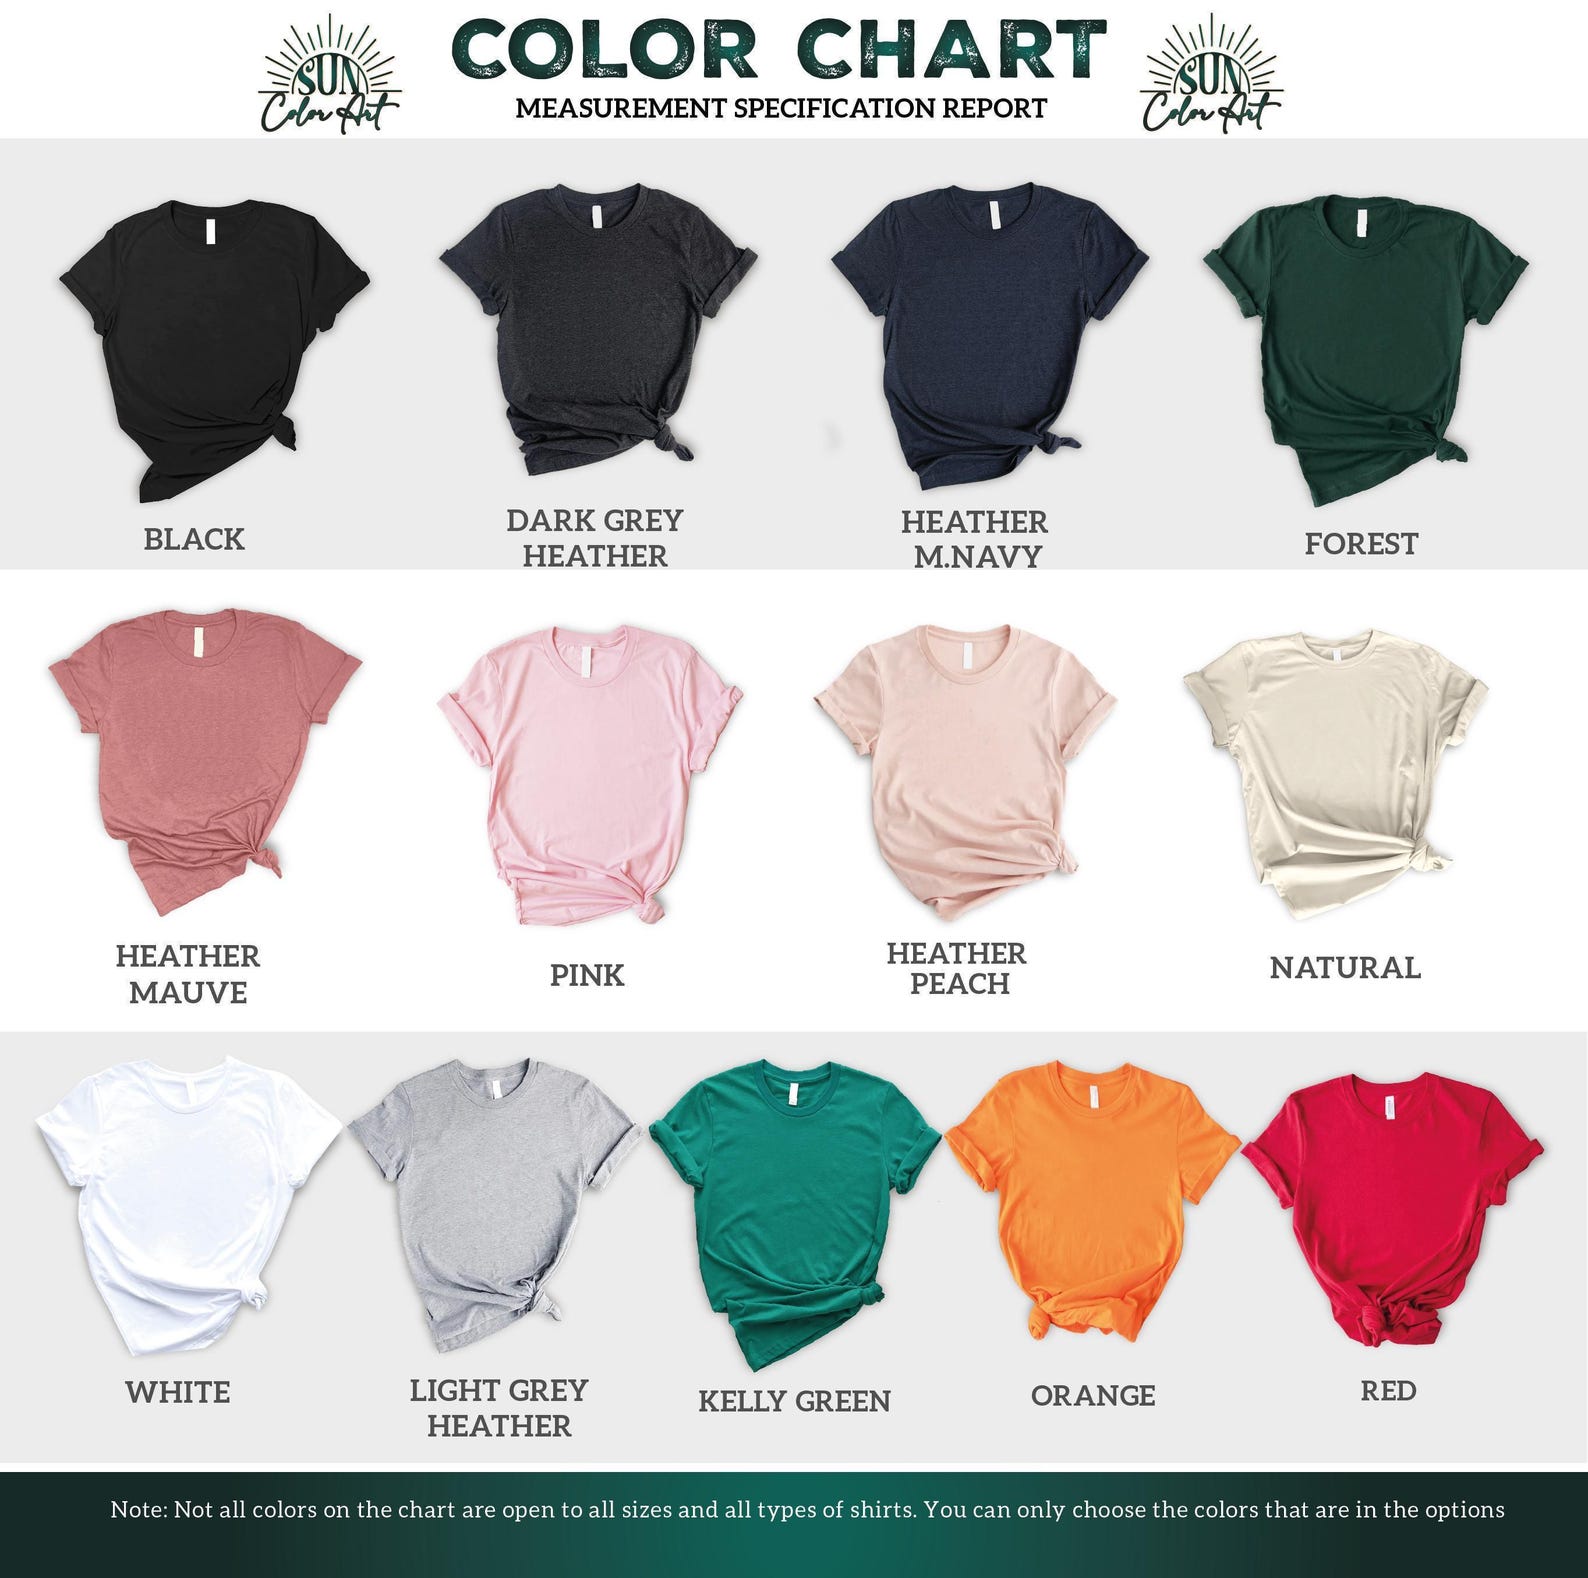 SUN
Color Art
COLOR CHART
MEASUREMENT SPECIFICATION REPORT
SUN
Color Art
BLACK
DARK GREY
HEATHER
HEATHER
M.NAVY
FOREST
HEATHER
MAUVE
PINK
HEATHER
PEACH
NATURAL
WHITE
LIGHT GREY
HEATHER
KELLY GREEN
ORANGE
RED
Note: Not all colors on the chart are open to all sizes and all types of shirts. You can only choose the colors that are in the options